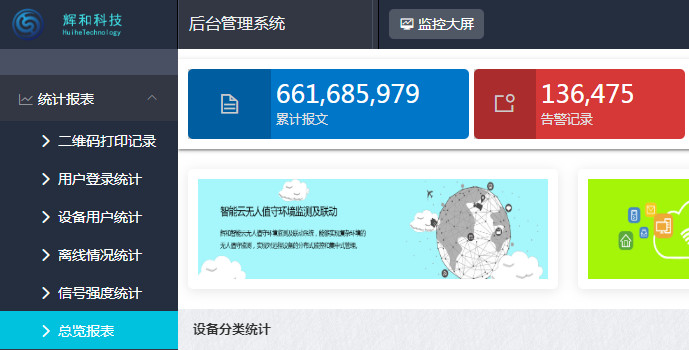 辉和科技
HuiheTechnology
后台管理系统
监控大屏
统计报表
二维码打印记录
用户登录统计
设备用户统计
离线情况统计
信号强度统计
总览报表
661,685,979
累计报文
136,475
告警记录
智能云无人值守环境监测及联动
设备分类统计